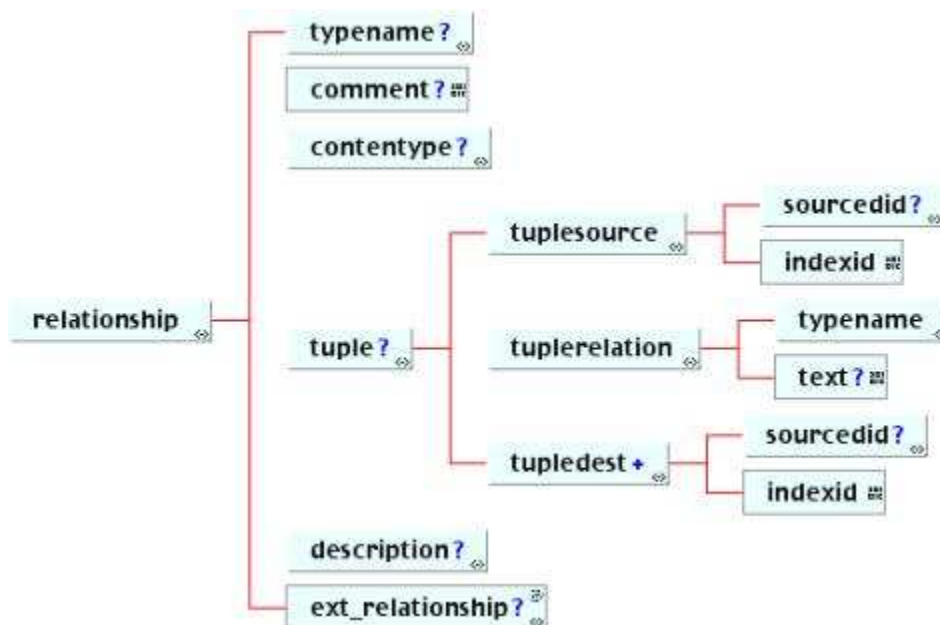 typename?
comment?
contentype?
tuplesource
sourcedid?
indexid
relationship
tuple?
tuplerelation
typename
text?
tupledest+
sourcedid?
indexid
description?
ext_relationship?